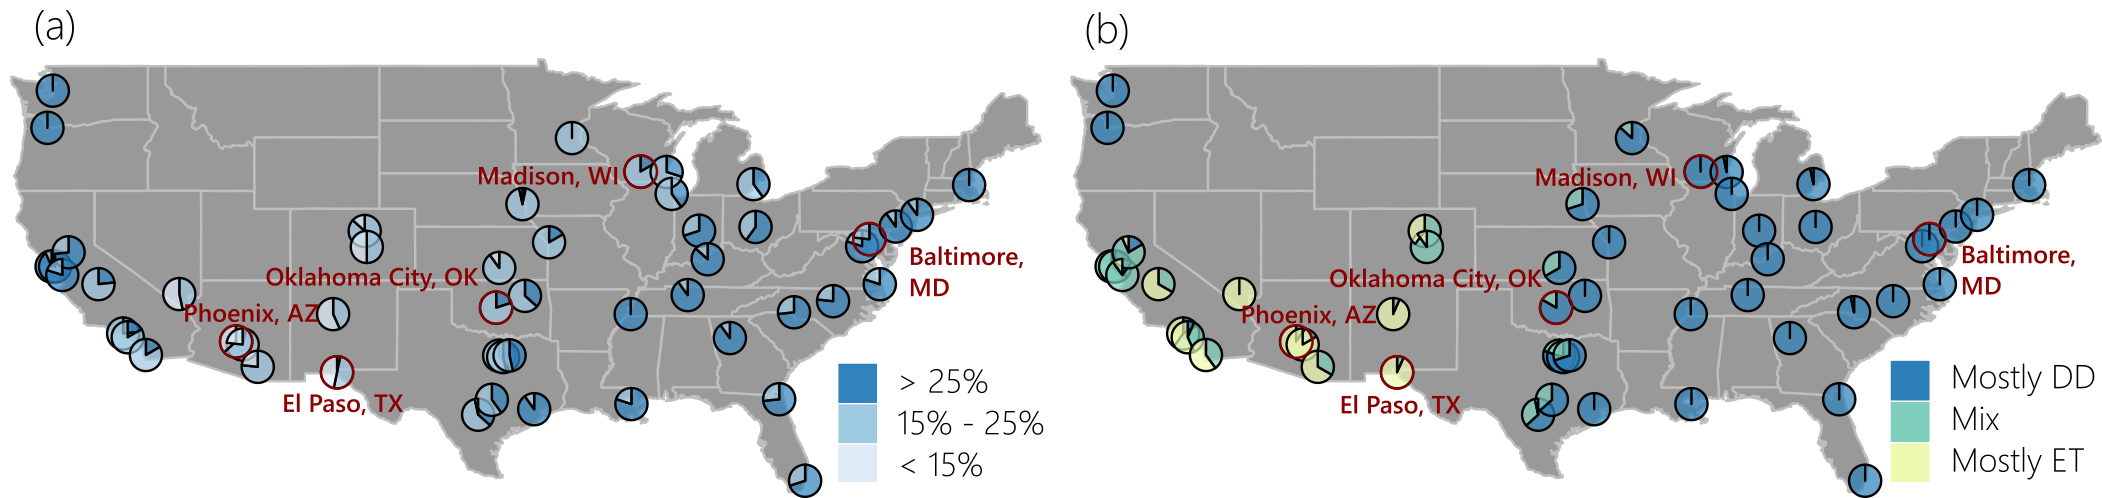 (a)
Madison, WI
Oklahoma City, OK
Phoenix, AZ
El Paso, TX
Baltimore,
MD
> 25%
15% - 25%
< 15%
(b)
Madison, WI
Oklahoma City, OK
Phoenix, AZ
El Paso, TX
Baltimore,
MD
Mostly DD
Mix
Mostly ET